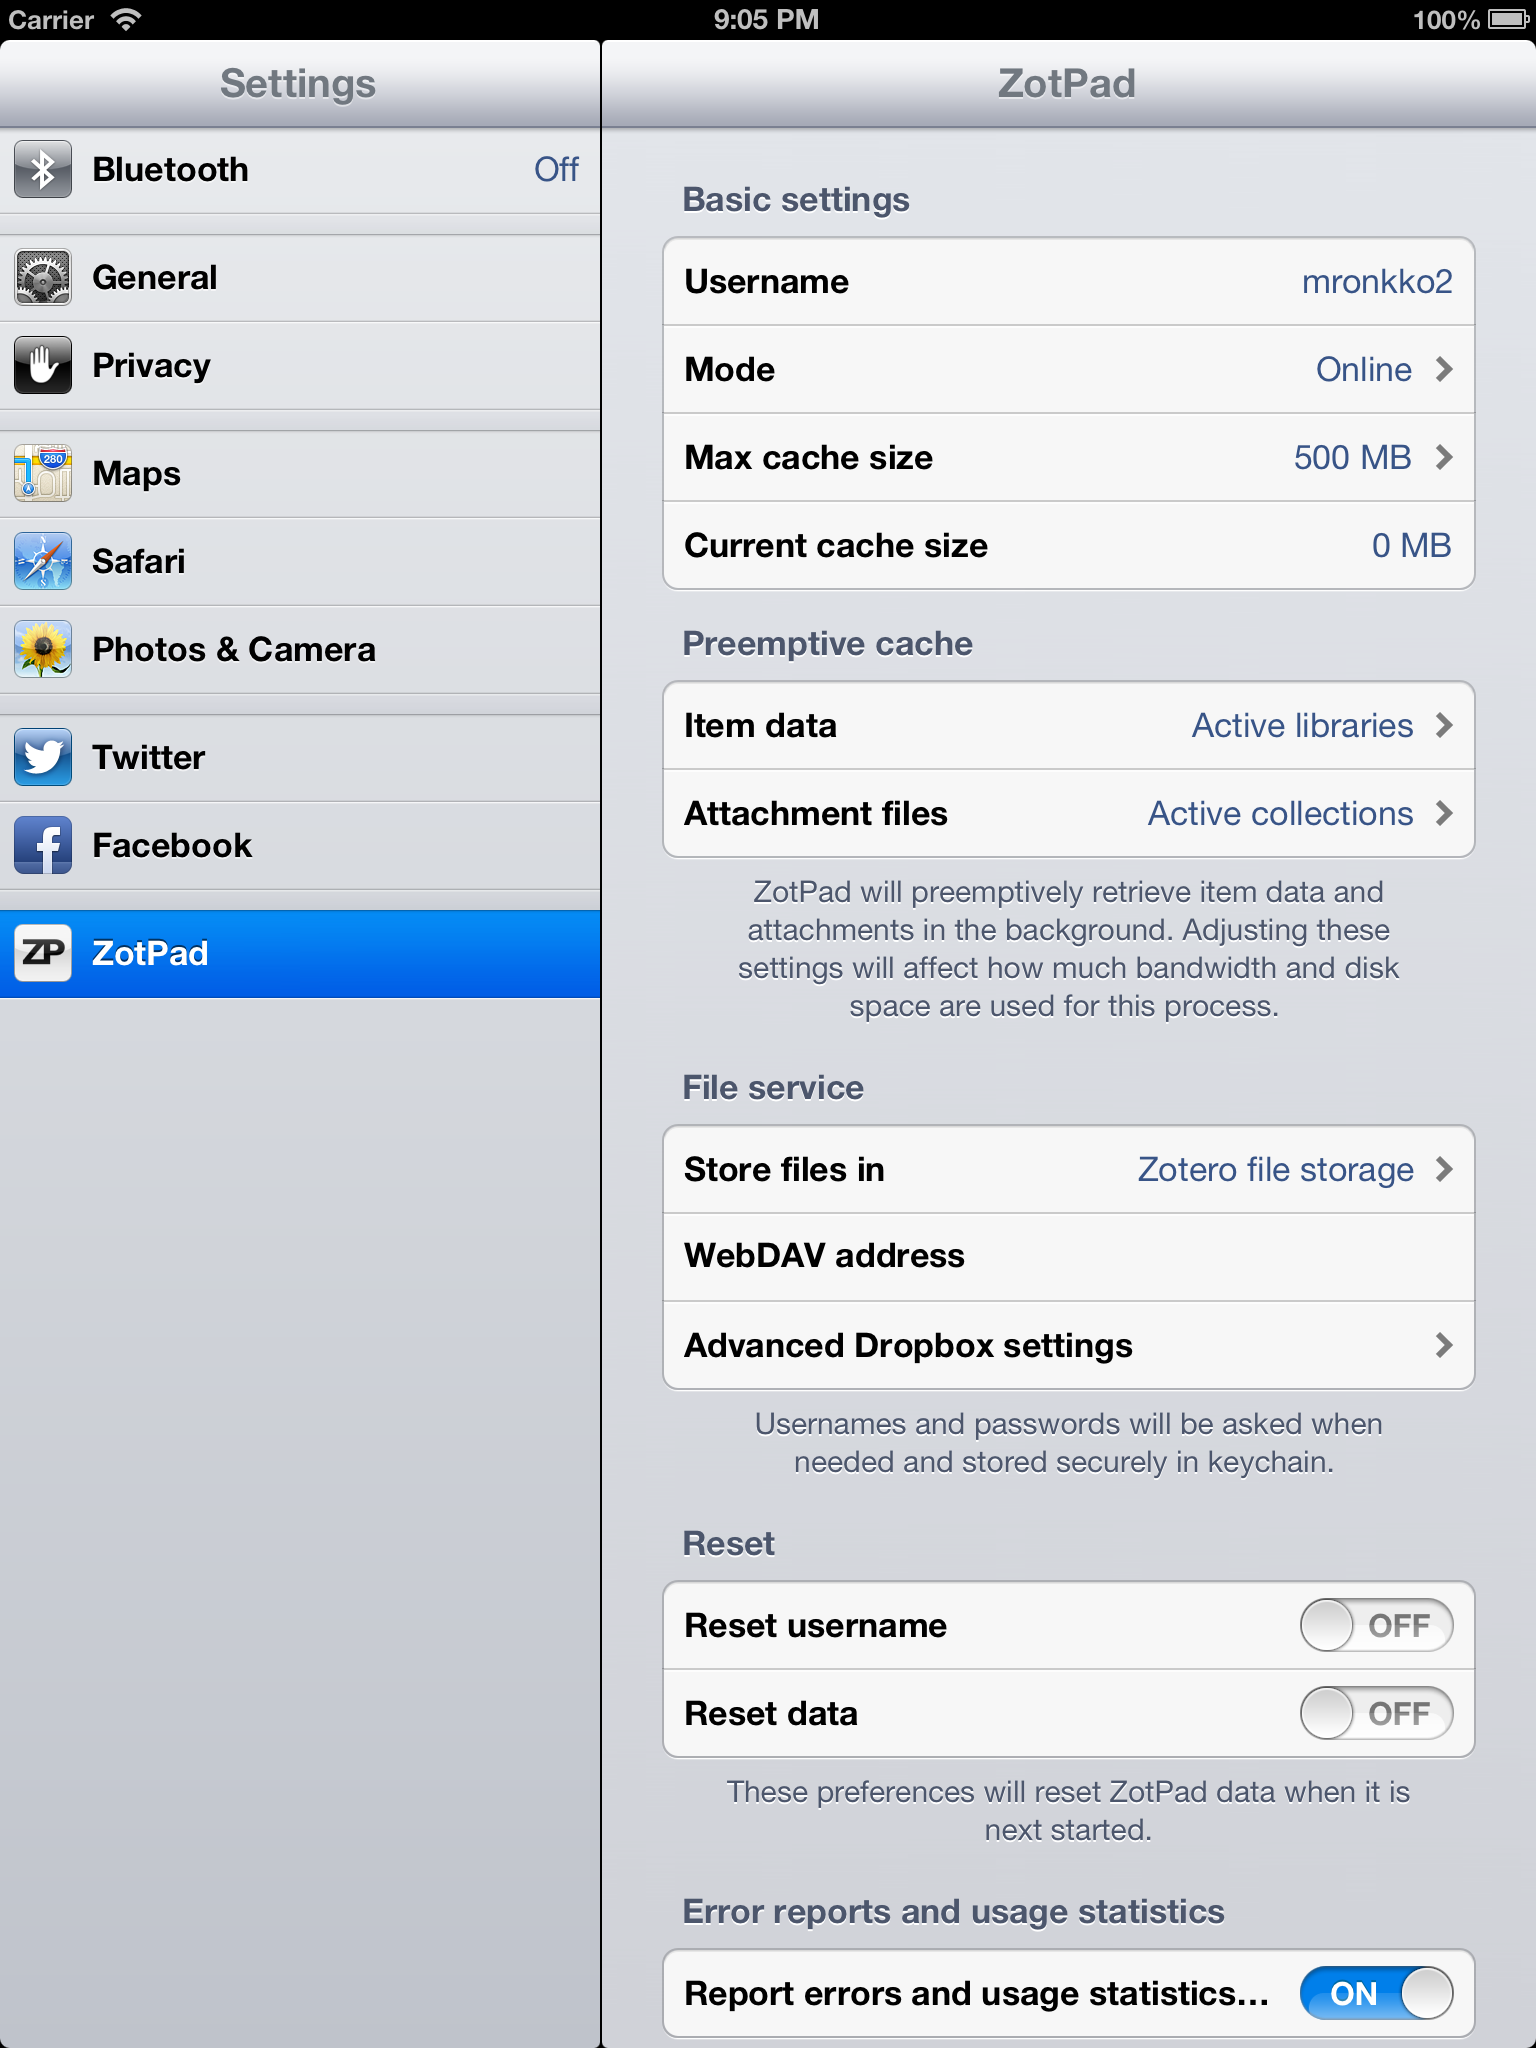 Carrier 9:05 PM 100%
Settings
Bluetooth Off
General
Privacy
280
Maps
Safari
Photos & Camera
Twitter
Facebook
ZP ZotPad
ZotPad
Basic settings
Username mronkko2
Mode Online
Max cache size 500 MB
Current cache size 0 MB
Preemptive cache
Item data Active libraries
Attachment files Active collections
ZotPad will preemptively retrieve item data and
attachments in the background. Adjusting these
settings will affect how much bandwidth and disk
space are used for this process.
File service
Store files in Zotero file storage
WebDAV address
Advanced Dropbox settings
Usernames and passwords will be asked when
needed and stored securely in keychain.
Reset
Reset username OFF
Reset data OFF
These preferences will reset ZotPad data when it is
next started.
Error reports and usage statistics
Report errors and usage statistics... ON